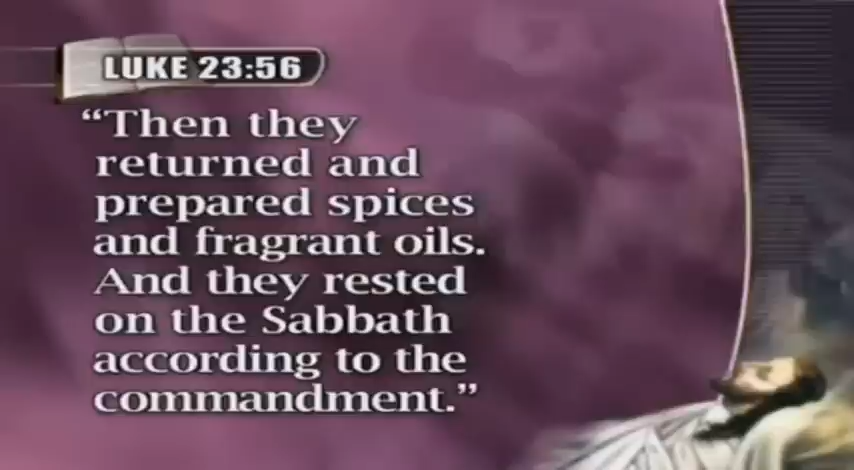 LUKE 23:56
“Then they
returned and
prepared spices
and fragrant oils.
And they rested
on the Sabbath
according to the
commandment.”